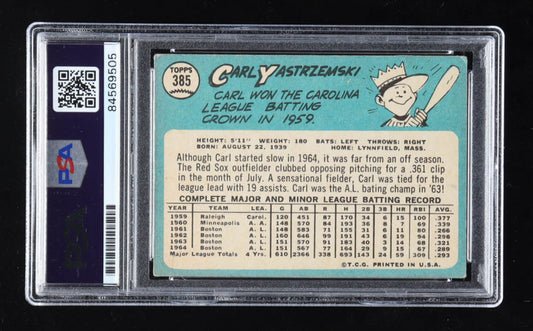 84569505
PSA
TOPPS
385
CARL YASTRZEMSKI
CARL WON THE CAROLINA
LEAGUE BATTING
CROWN IN 1959.
HEIGHT: 5'11" WEIGHT: 180 BATS: LEFT THROWS: RIGHT
BORN: AUGUST 22, 1939 HOME: LYNNFIELD, MASS.
Although Carl started slow in 1964, it was far from an off season.
The Red Sox outfielder clubbed opposing pitching for a .361 clip
in the month of July. A sensational fielder, Carl was tied for the
league lead with 19 assists. Carl was the A.L. bating champ in '63!
COMPLETE MAJOR AND MINOR LEAGUE BATTING RECORD
YEAR TEAM LEA. G AB R H 2B 3B HR RBI AVG.
1959 Raleigh Carol. 120 451 87 170 34 6 15 100 .377
1960 Minneapolis A. A. 148 570 84 193 36 8 7 69 .339
1961 Boston A. L. 148 583 71 155 31 6 11 80 .266
1962 Boston A. L. 160 646 99 191 43 6 19 94 .296
1963 Boston A. L. 151 570 91 183 40 3 14 68 .321
1964 Boston A. L. 151 567 77 164 29 9 15 67 .289
Major League Totals 4 Yrs. 610 2366 338 693 143 24 59 309 .293
©T.C.G. PRINTED IN U.S.A.